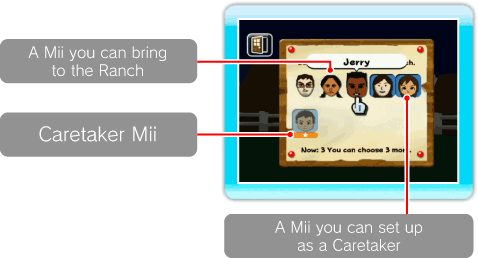 A Mii you can bring
to the Ranch
Jerry
Caretaker Mii
Now: 3 You can choose 3 more.
A Mii you can set up
as a Caretaker